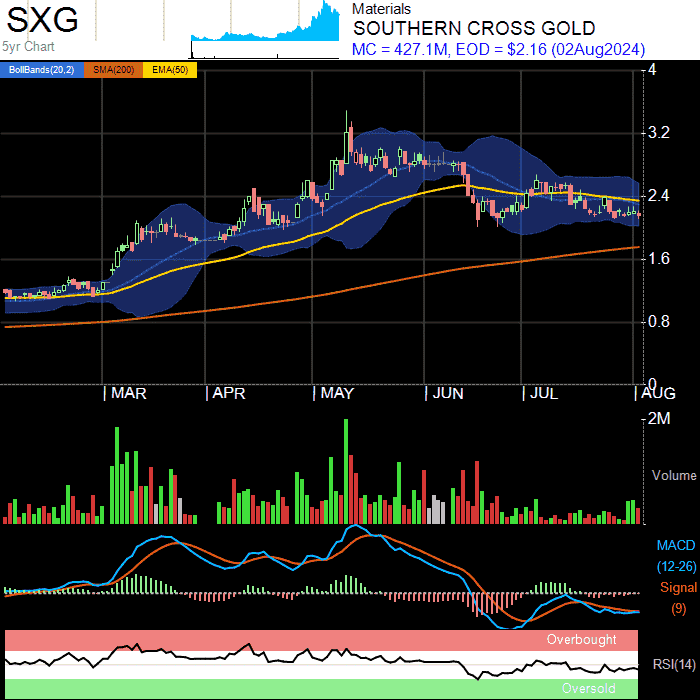 SXG
5yr Chart
Materials
SOUTHERN CROSS GOLD
MC = 427.1M, EOD = $2.16 (02Aug2024)
BollBands(20,2) SMA(200) EMA(50)
4
3.2
2.4
1.6
0.8
0
MAR APR MAY JUN JUL AUG
2M
Volume
MACD
(12-26)
Signal
(9)
Overbought
RSI(14)
Oversold